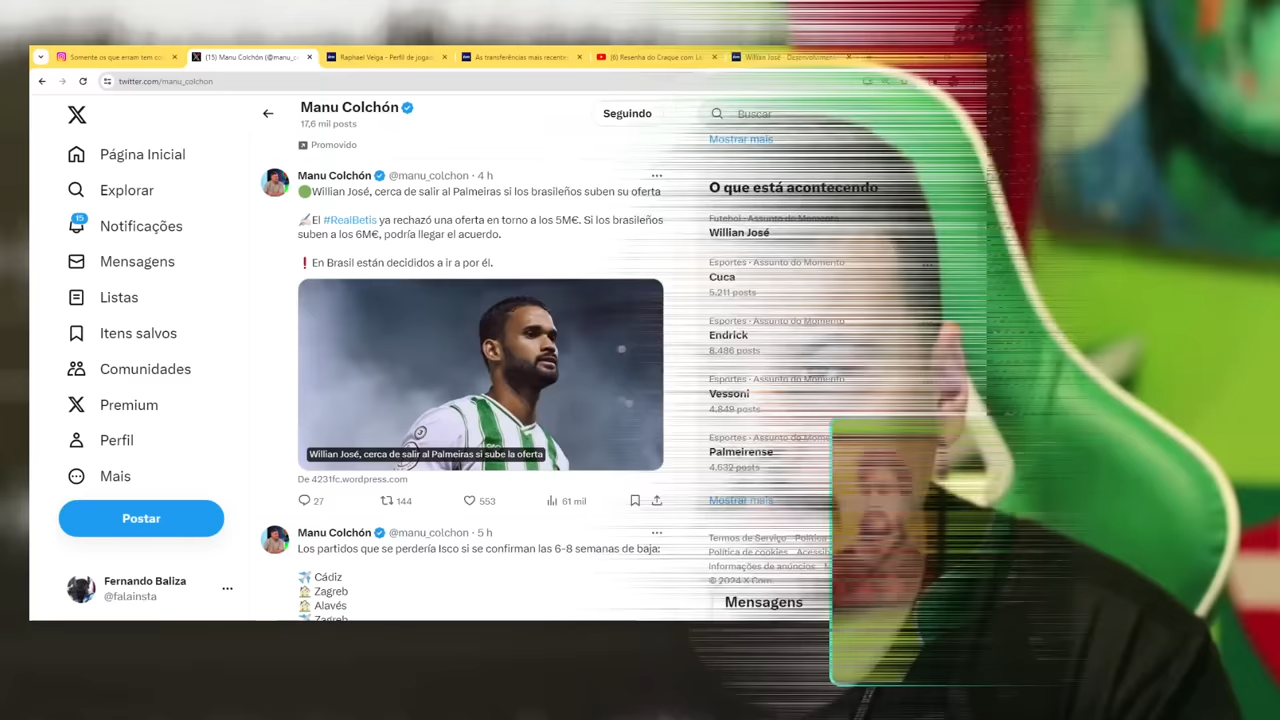 Somente os que erram tem co
(15) Manu Colchón (@manu_c
Raphael Veiga - Perfil de jogad
As transferências mais recente
(6) Resenha do Craque com L
Willian José - Desenvolvimen
twitter.com/manu_colchon
Manu Colchón
17,6 mil posts
Seguindo
Buscar
Promovido
Mostrar mais
Página Inicial
Explorar
15
Notificações
Mensagens
Listas
Itens salvos
Comunidades
Premium
Perfil
Mais
Postar
Fernando Baliza
@falainsta
Manu Colchón @manu_colchon · 4 h
Willian José, cerca de salir al Palmeiras si los brasileños suben su oferta
El #RealBetis ya rechazó una oferta en torno a los 5M€. Si los brasileños
suben a los 6M€, podría llegar el acuerdo.
En Brasil están decididos a ir a por él.
Willian José, cerca de salir al Palmeiras si sube la oferta
De 4231fc.wordpress.com
27 144 553 61 mil
Manu Colchón @manu_colchon · 5 h
Los partidos que se perdería Isco si se confirman las 6-8 semanas de baja:
Cádiz
Zagreb
Alavés
Zagreb
O que está acontecendo
Futebol · Assunto do Momento
Willian José
Esportes · Assunto do Momento
Cuca
5.211 posts
Esportes · Assunto do Momento
Endrick
8.486 posts
Esportes · Assunto do Momento
Vessoni
4.849 posts
Esportes · Assunto do Mome
Palmeirense
4.632 posts
Mostrar mais
Termos de Serviço Política
Política de cookies Acessi
Informações de anúncios
© 2024 X Corp.
Mensagens